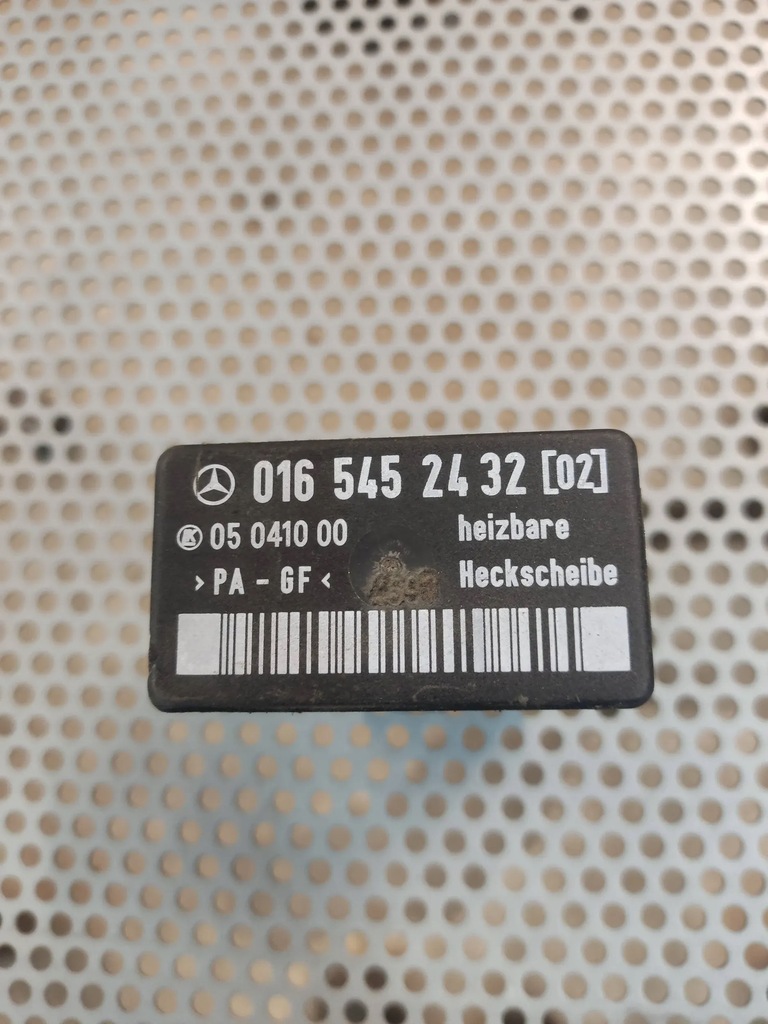 016 545 24 32 [02]
05 0410 00
heizbare
>PA - GF<
Heckscheibe